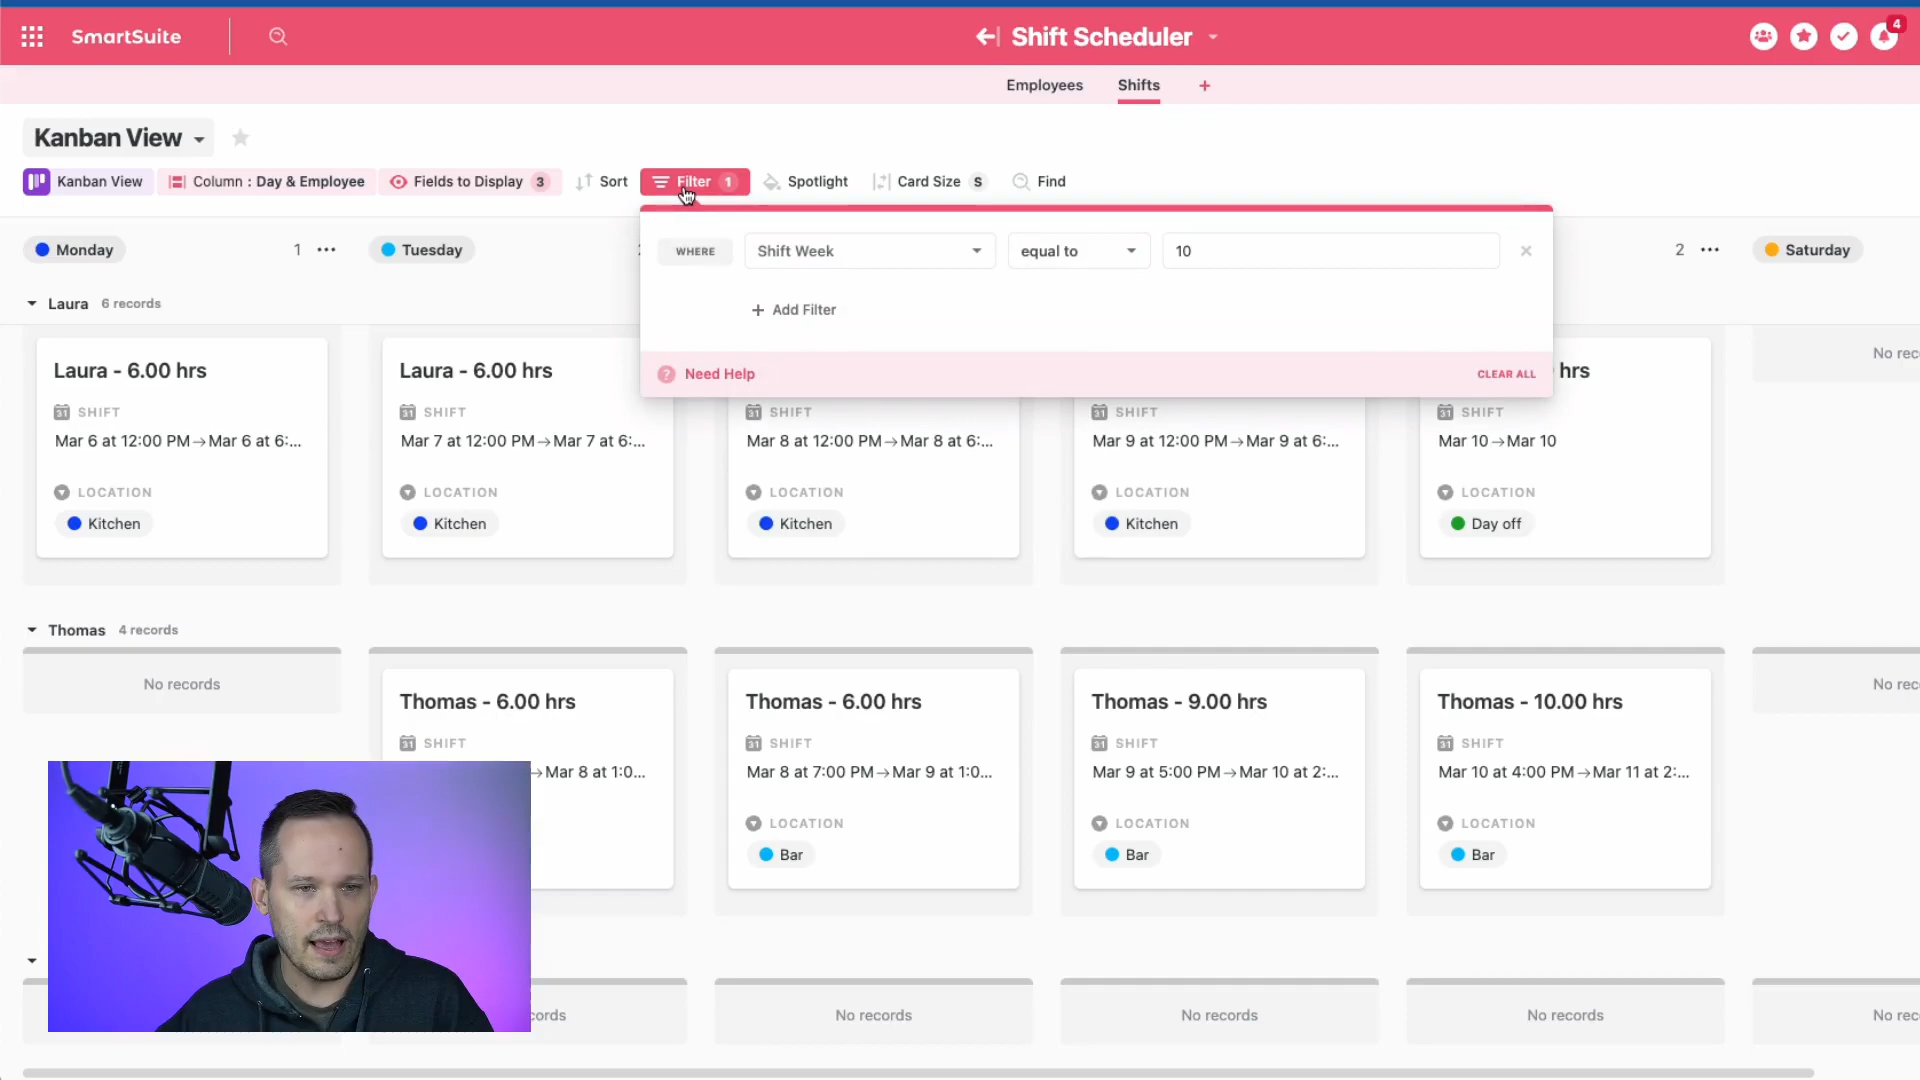 SmartSuite
Shift Scheduler
4
Employees Shifts +
Kanban View
Kanban View Column : Day & Employee Fields to Display 3 Sort Filter 1 Spotlight Card Size S Find
WHERE Shift Week equal to 10
+ Add Filter
Need Help CLEAR ALL
Monday 1 ••• Tuesday 2 ••• Saturday
Laura 6 records
No rec
Laura - 6.00 hrs Laura - 6.00 hrs hrs
SHIFT SHIFT SHIFT SHIFT SHIFT
Mar 6 at 12:00 PM→Mar 6 at 6:... Mar 7 at 12:00 PM→Mar 7 at 6:... Mar 8 at 12:00 PM→Mar 8 at 6:... Mar 9 at 12:00 PM→Mar 9 at 6:... Mar 10→Mar 10
LOCATION LOCATION LOCATION LOCATION LOCATION
Kitchen Kitchen Kitchen Kitchen Day off
Thomas 4 records
No records No rec
Thomas - 6.00 hrs Thomas - 6.00 hrs Thomas - 9.00 hrs Thomas - 10.00 hrs
SHIFT SHIFT SHIFT SHIFT
→Mar 8 at 1:0... Mar 8 at 7:00 PM→Mar 9 at 1:0... Mar 9 at 5:00 PM→Mar 10 at 2:... Mar 10 at 4:00 PM→Mar 11 at 2:...
LOCATION LOCATION LOCATION
Bar Bar Bar
cords No records No records No records No rec